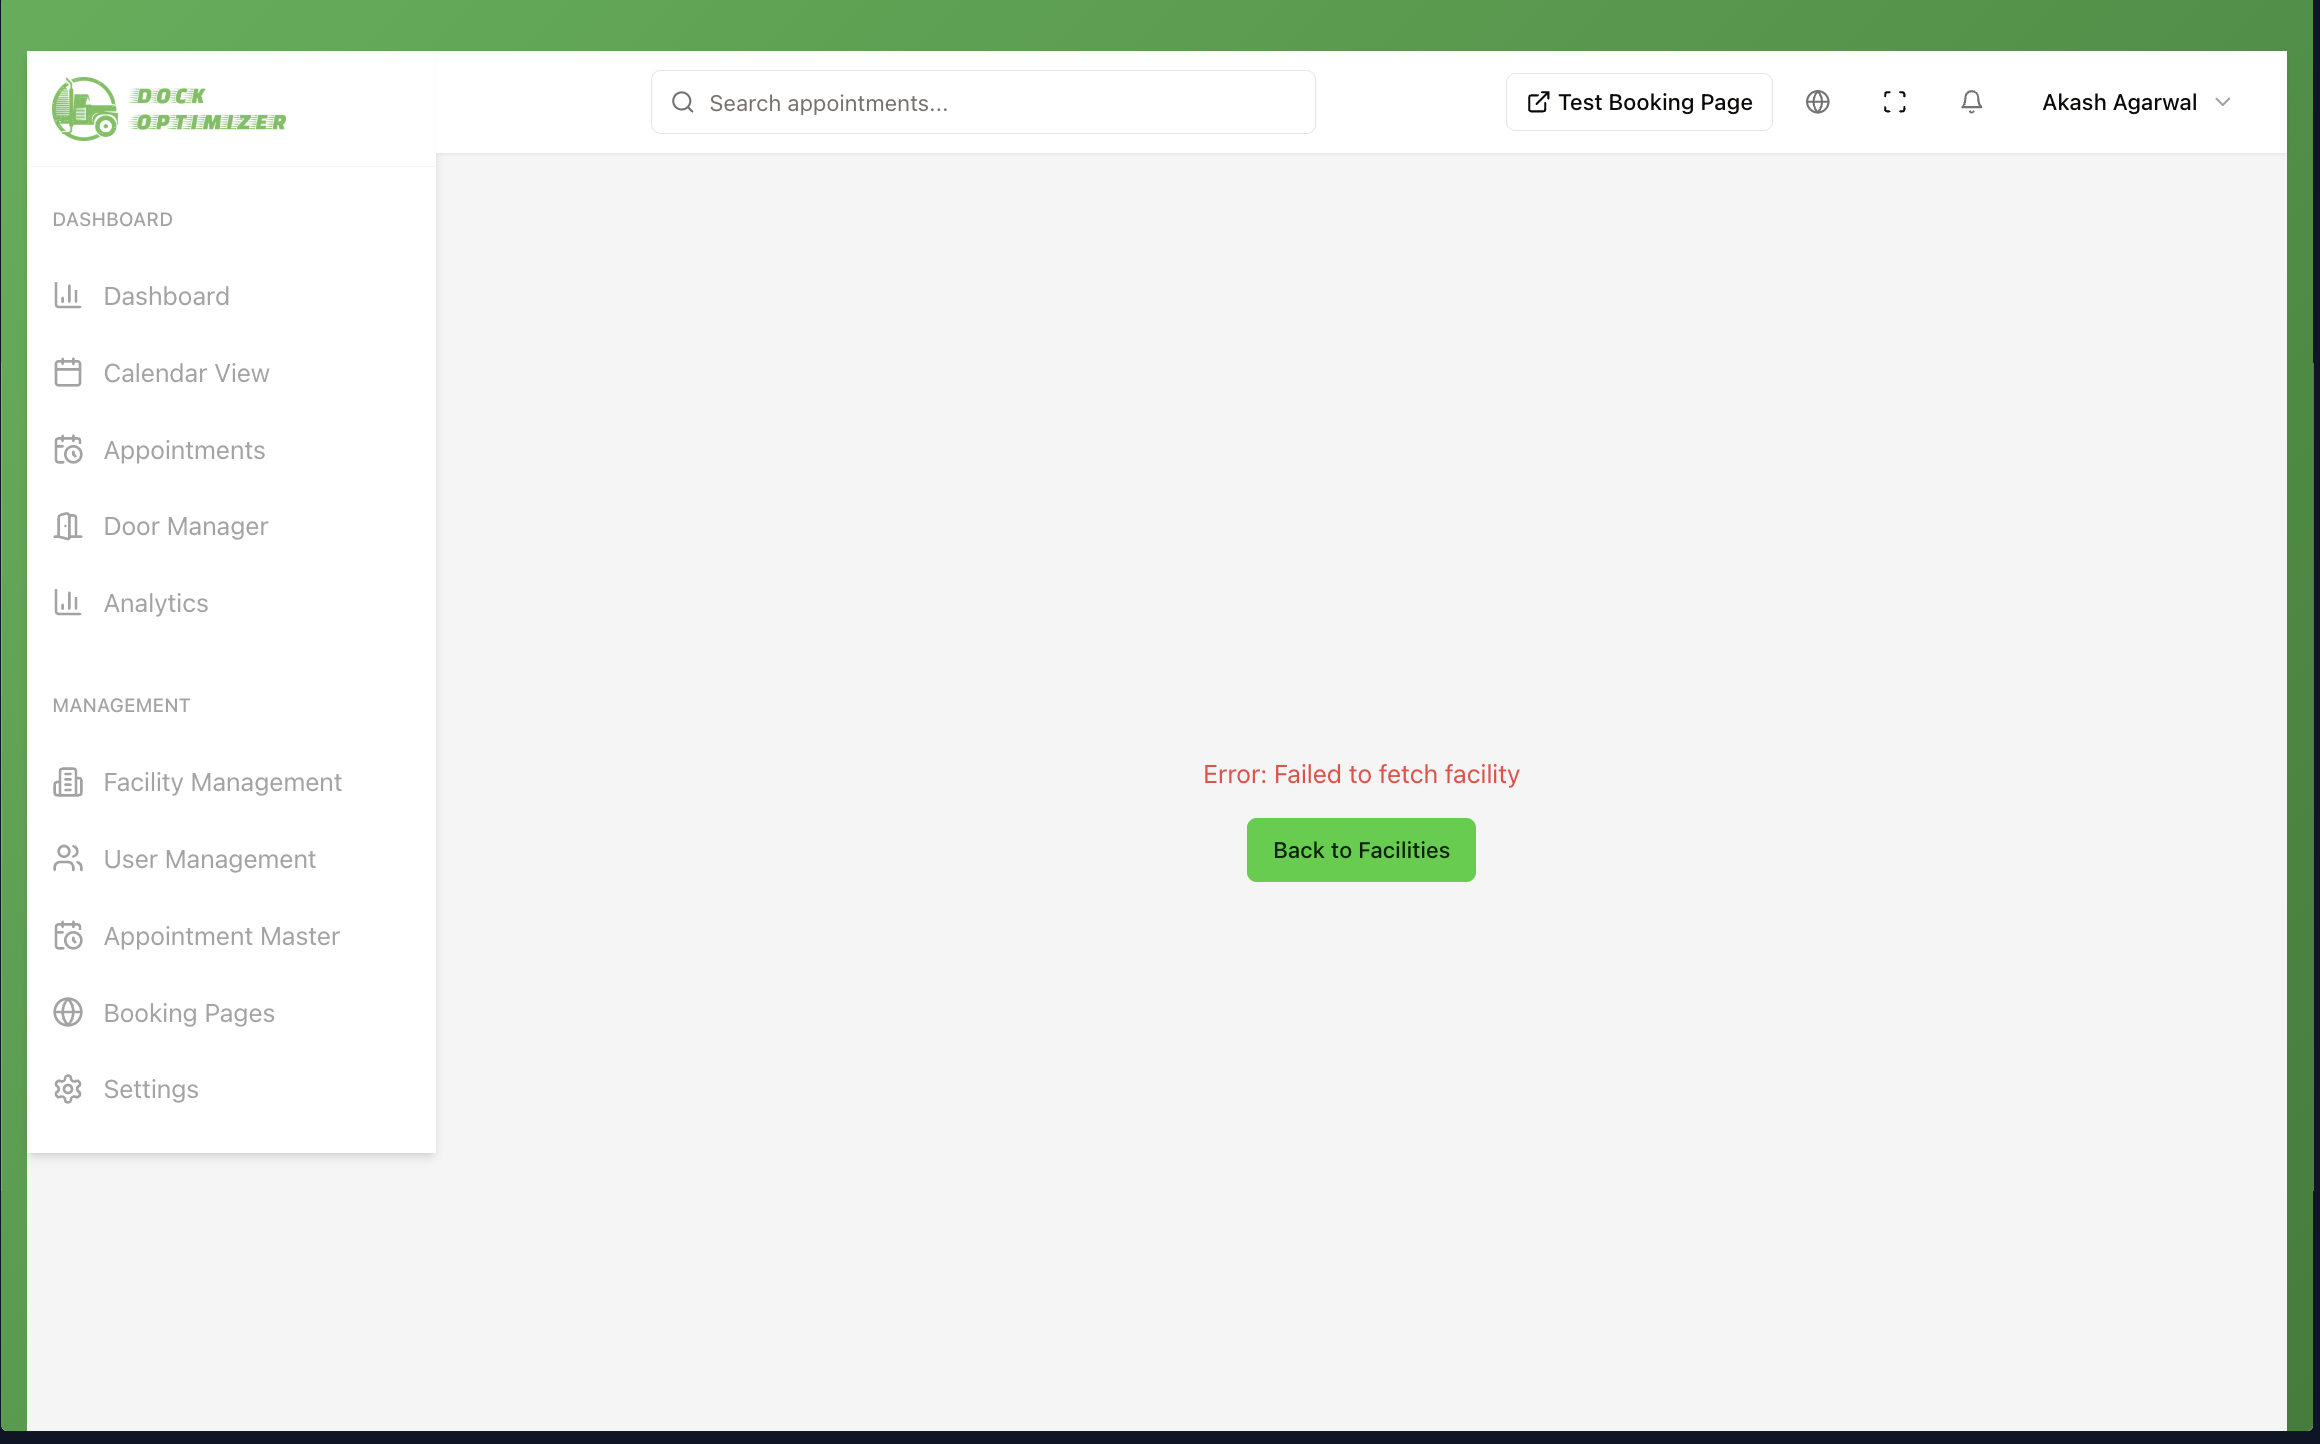 DOCK
OPTIMIZER
Search appointments...
Test Booking Page
Akash Agarwal
DASHBOARD
Dashboard
Calendar View
Appointments
Door Manager
Analytics
MANAGEMENT
Facility Management
User Management
Appointment Master
Booking Pages
Settings
Error: Failed to fetch facility
Back to Facilities